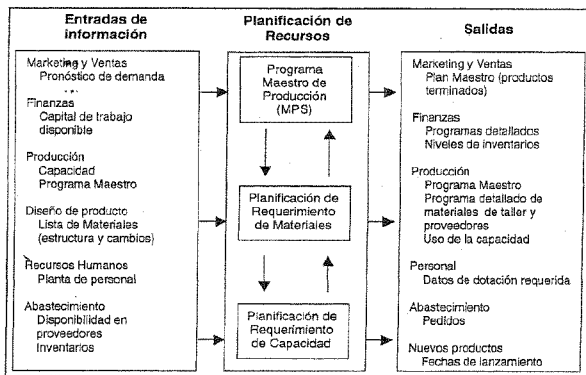 Entradas de
información
Marketing y Ventas
Pronóstico de demanda
Finanzas
Capital de trabajo
disponible
Producción
Capacidad
Programa Maestro
Diseño de producto
Lista de Materiales
(estructura y cambios)
Recursos Humanos
Planta de personal
Abastecimiento
Disponibilidad en
proveedores
Inventarios
Planificación de
Recursos
Programa
Maestro de
Producción
(MPS)
Planificación de
Requerimiento
de Materiales
Planificación de
Requerimiento
de Capacidad
Salidas
Marketing y Ventas
Plan Maestro (productos
terminados)
Finanzas
Programas detallados
Niveles de inventarios
Producción
Programa Maestro
Programa detallado de
materiales de taller y
proveedores
Uso de la capacidad
Personal
Datos de dotación requerida
Abastecimiento
Pedidos
Nuevos productos
Fechas de lanzamiento